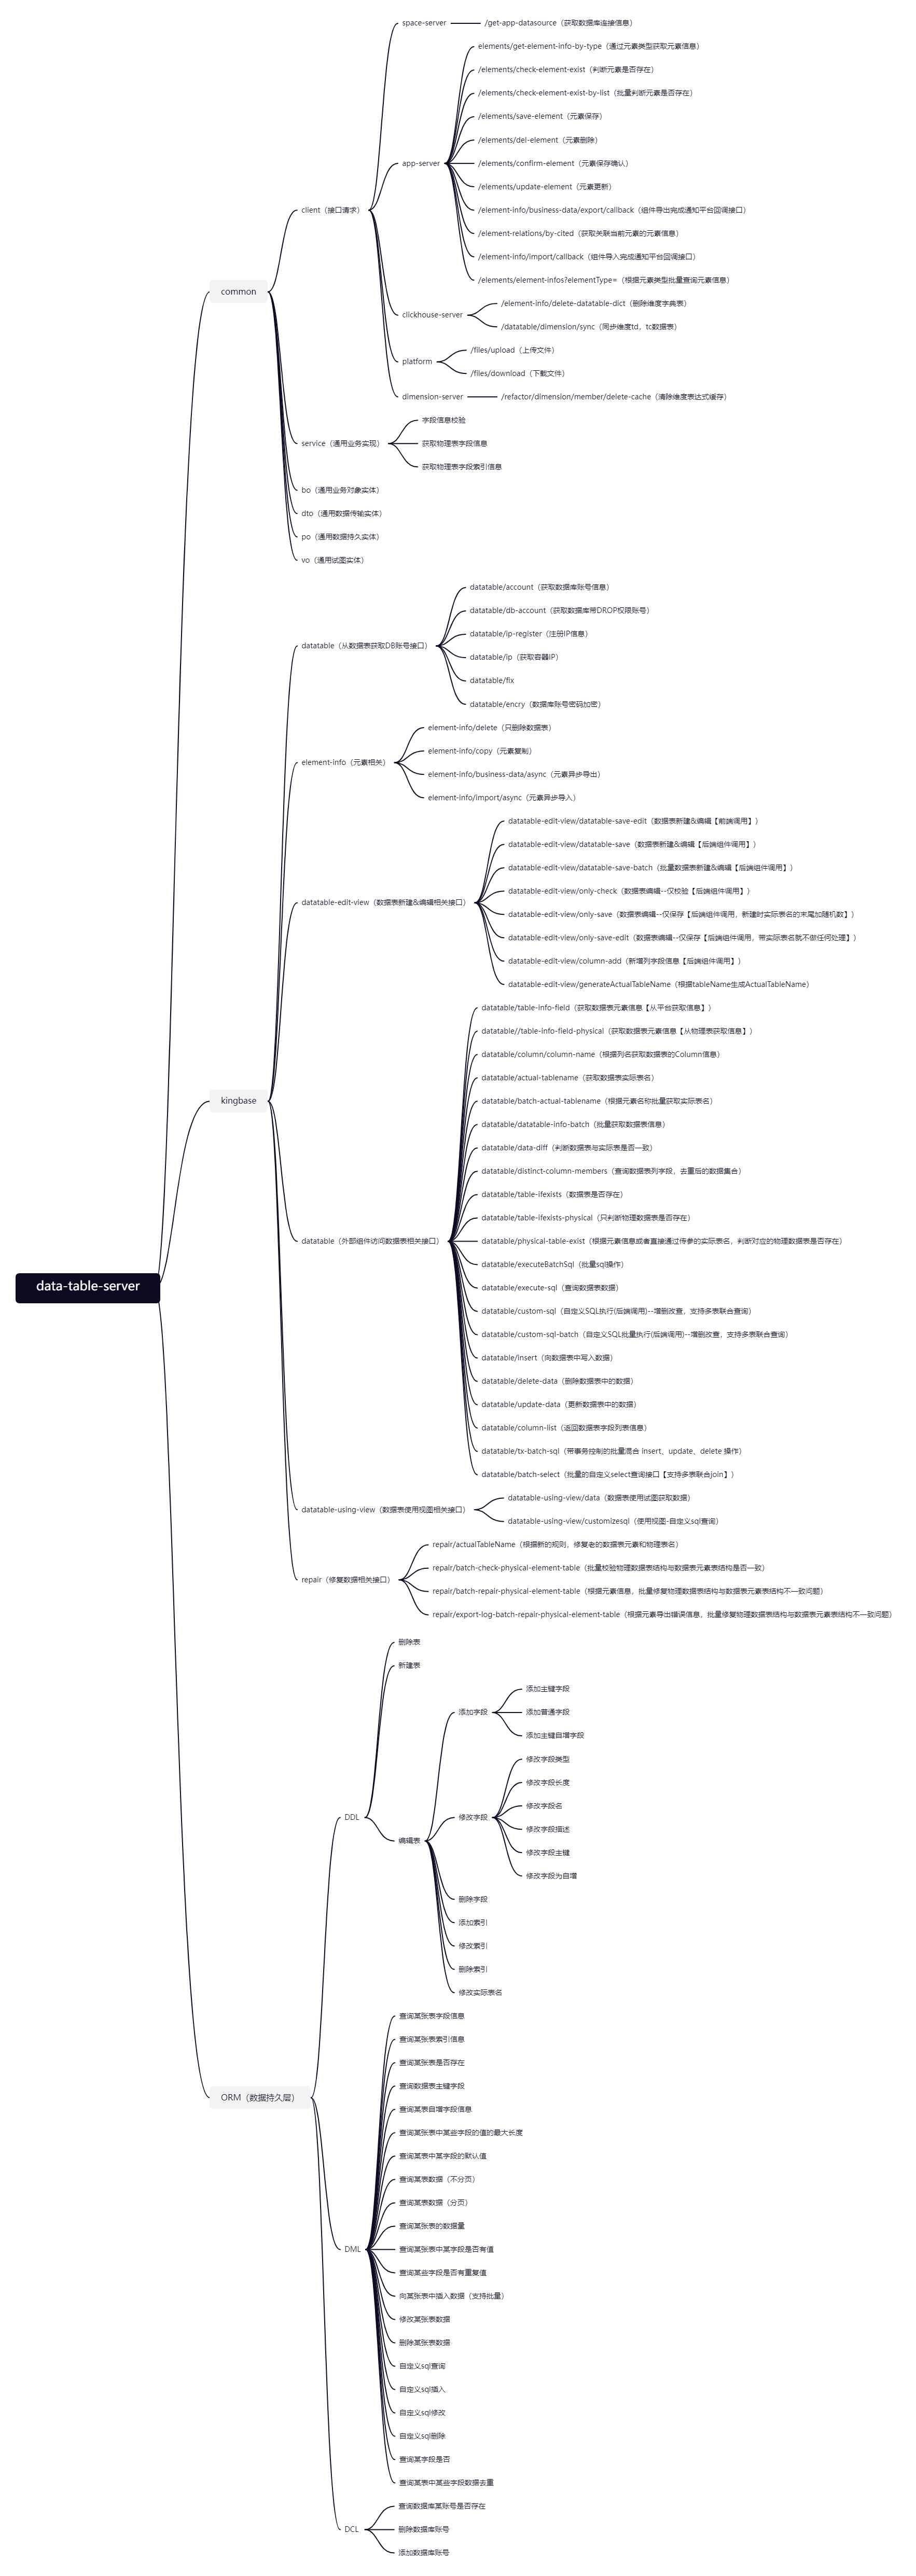 data-table-server
common
client（接口请求）
space-server
/get-app-datasource（获取数据库连接信息）
app-server
elements/get-element-info-by-type（通过元素类型获取元素信息）
/elements/check-element-exist（判断元素是否存在）
/elements/check-element-exist-by-list（批量判断元素是否存在）
/elements/save-element（元素保存）
/elements/del-element（元素删除）
/elements/confirm-element（元素保存确认）
/elements/update-element（元素更新）
/element-info/business-data/export/callback（组件导出完成通知平台回调接口）
/element-relations/by-cited（获取关联当前元素的元素信息）
/element-info/import/callback（组件导入完成通知平台回调接口）
/elements/element-infos?elementType=（根据元素类型批量查询元素信息）
clickhouse-server
/element-info/delete-datatable-dict（删除维度字典表）
/datatable/dimension/sync（同步维度td，tc数据表）
platform
/files/upload（上传文件）
/files/download（下载文件）
dimension-server
/refactor/dimension/member/delete-cache（清除维度表达式缓存）
service（通用业务实现）
字段信息校验
获取物理表字段信息
获取物理表字段索引信息
bo（通用业务对象实体）
dto（通用数据传输实体）
po（通用数据持久实体）
vo（通用试图实体）
kingbase
datatable（从数据表获取DB账号接口）
datatable/account（获取数据库账号信息）
datatable/db-account（获取数据库带DROP权限账号）
datatable/ip-register（注册IP信息）
datatable/ip（获取容器IP）
datatable/fix
datatable/encry（数据库账号密码加密）
element-info（元素相关）
element-info/delete（只删除数据表）
element-info/copy（元素复制）
element-info/business-data/async（元素异步导出）
element-info/import/async（元素异步导入）
datatable-edit-view（数据表新建&编辑相关接口）
datatable-edit-view/datatable-save-edit（数据表新建&编辑【前端调用】）
datatable-edit-view/datatable-save（数据表新建&编辑【后端组件调用】）
datatable-edit-view/datatable-save-batch（批量数据表新建&编辑【后端组件调用】）
datatable-edit-view/only-check（数据表编辑--仅校验【后端组件调用】）
datatable-edit-view/only-save（数据表编辑--仅保存【后端组件调用，新建时实际表名的末尾加随机数】）
datatable-edit-view/only-save-edit（数据表编辑--仅保存【后端组件调用，带实际表名就不做任何处理】）
datatable-edit-view/column-add（新增列字段信息【后端组件调用】）
datatable-edit-view/generateActualTableName（根据tableName生成ActualTableName）
datatable（外部组件访问数据表相关接口）
datatable/table-info-field（获取数据表元素信息【从平台获取信息】）
datatable//table-info-field-physical（获取数据表元素信息【从物理表获取信息】）
datatable/column/column-name（根据列名获取数据表的Column信息）
datatable/actual-tablename（获取数据表实际表名）
datatable/batch-actual-tablename（根据元素名称批量获取实际表名）
datatable/datatable-info-batch（批量获取数据表信息）
datatable/data-diff（判断数据表与实际表是否一致）
datatable/distinct-column-members（查询数据表列字段，去重后的数据集合）
datatable/table-ifexists（数据表是否存在）
datatable/table-ifexists-physical（只判断物理数据表是否存在）
datatable/physical-table-exist（根据元素信息或者直接通过传参的实际表名，判断对应的物理数据表是否存在）
datatable/executeBatchSql（批量sql操作）
datatable/execute-sql（查询数据表数据）
datatable/custom-sql（自定义SQL执行(后端调用)--增删改查，支持多表联合查询）
datatable/custom-sql-batch（自定义SQL批量执行(后端调用)--增删改查，支持多表联合查询）
datatable/insert（向数据表中写入数据）
datatable/delete-data（删除数据表中的数据）
datatable/update-data（更新数据表中的数据）
datatable/column-list（返回数据表字段列表信息）
datatable/tx-batch-sql（带事务控制的批量混合 insert、update、delete 操作）
datatable/batch-select（批量的自定义select查询接口【支持多表联合join】）
datatable-using-view（数据表使用视图相关接口）
datatable-using-view/data（数据表使用试图获取数据）
datatable-using-view/customizesql（使用视图-自定义sql查询）
repair（修复数据相关接口）
repair/actualTableName（根据新的规则，修复老的数据表元素和物理表名）
repair/batch-check-physical-element-table（批量校验物理数据表结构与数据表元素表结构是否一致）
repair/batch-repair-physical-element-table（根据元素信息，批量修复物理数据表结构与数据表元素表结构不一致问题）
repair/export-log-batch-repair-physical-element-table（根据元素导出错误信息，批量修复物理数据表结构与数据表元素表结构不一致问题）
ORM（数据持久层）
DDL
删除表
新建表
编辑表
添加字段
添加主键字段
添加普通字段
添加主键自增字段
修改字段
修改字段类型
修改字段长度
修改字段名
修改字段描述
修改字段主键
修改字段为自增
删除字段
添加索引
修改索引
删除索引
修改实际表名
DML
查询某张表字段信息
查询某张表索引信息
查询某张表是否存在
查询数据表主键字段
查询某表自增字段信息
查询某张表中某些字段的值的最大长度
查询某表中某字段的默认值
查询某表数据（不分页）
查询某表数据（分页）
查询某张表的数据量
查询某张表中某字段是否有值
查询某些字段是否有重复值
向某张表中插入数据（支持批量）
修改某张表数据
删除某张表数据
自定义sql查询
自定义sql插入
自定义sql修改
自定义sql删除
查询某字段是否
查询某表中某些字段数据去重
DCL
查询数据库某账号是否存在
删除数据库账号
添加数据库账号